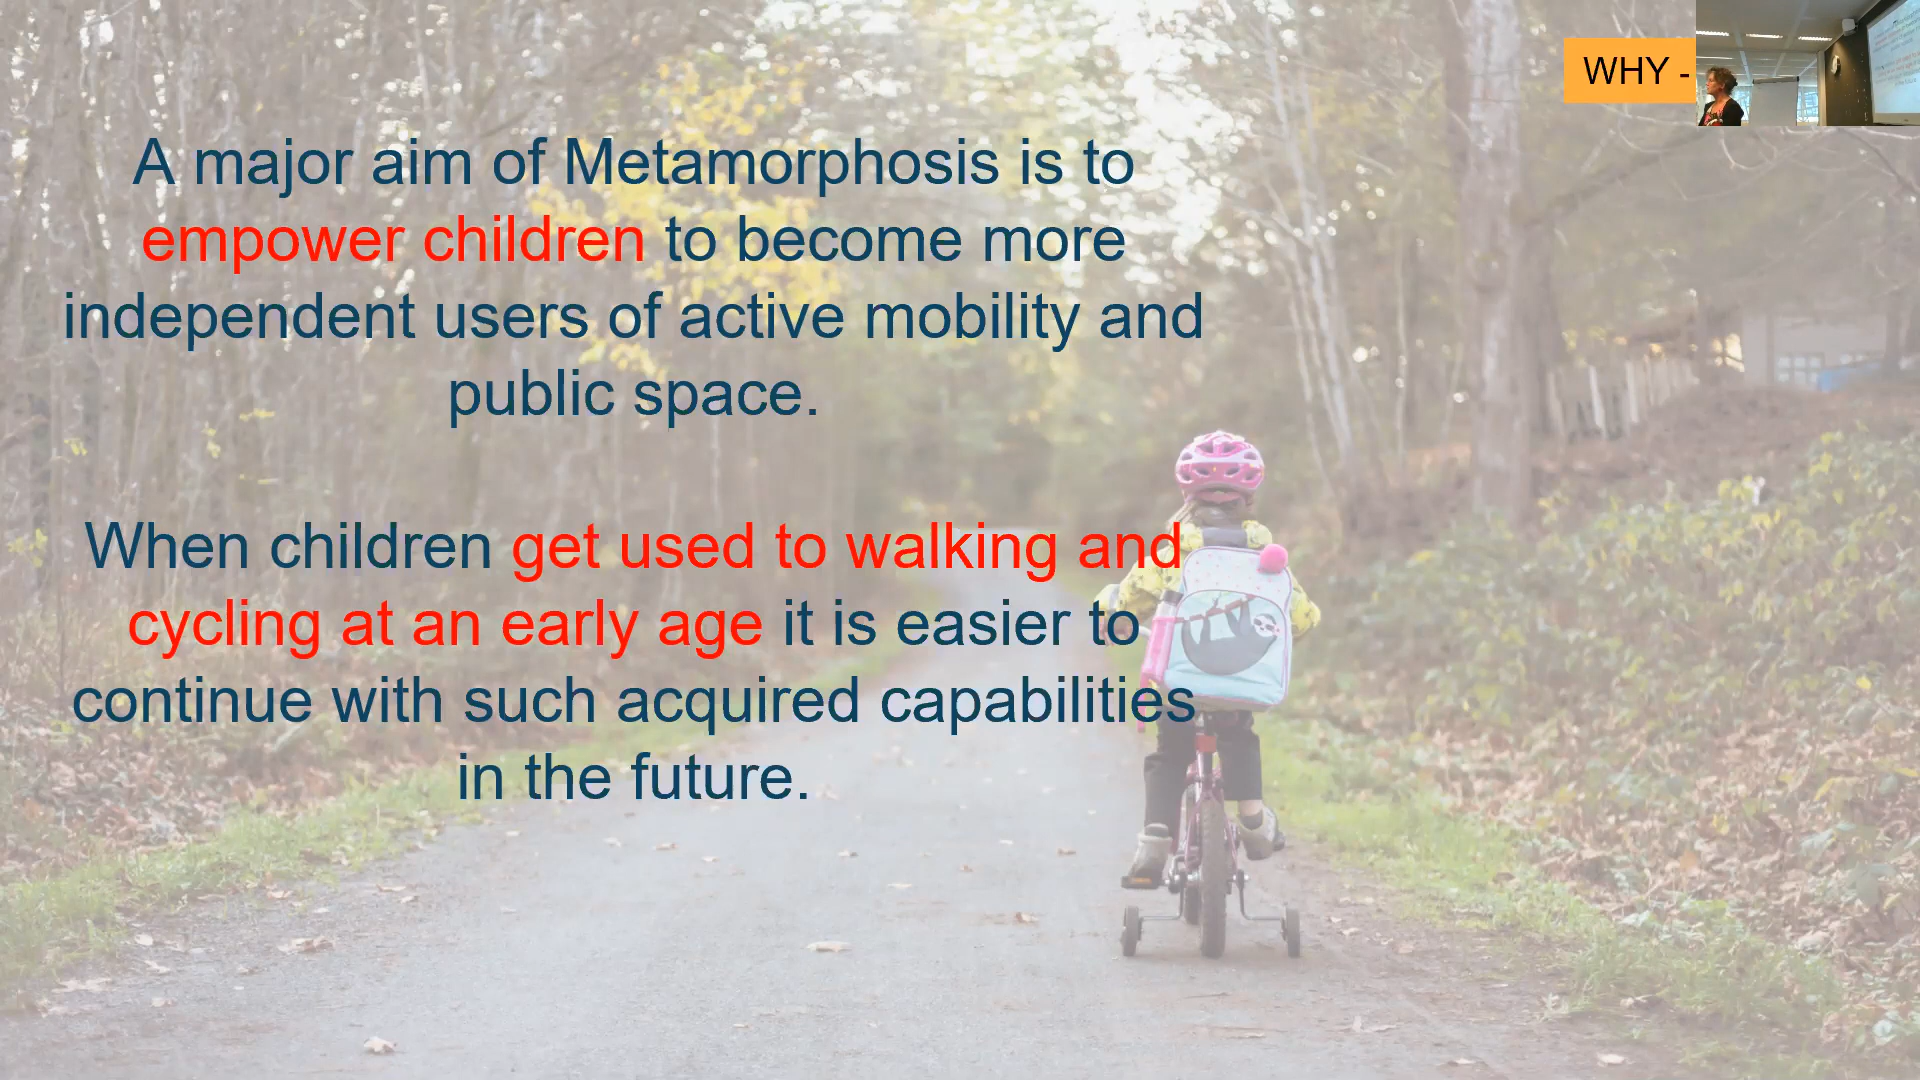 WHY -
A major aim of Metamorphosis is to
empower children to become more
independent users of active mobility and
public space.
When children get used to walking and
cycling at an early age it is easier to
continue with such acquired capabilities
in the future.